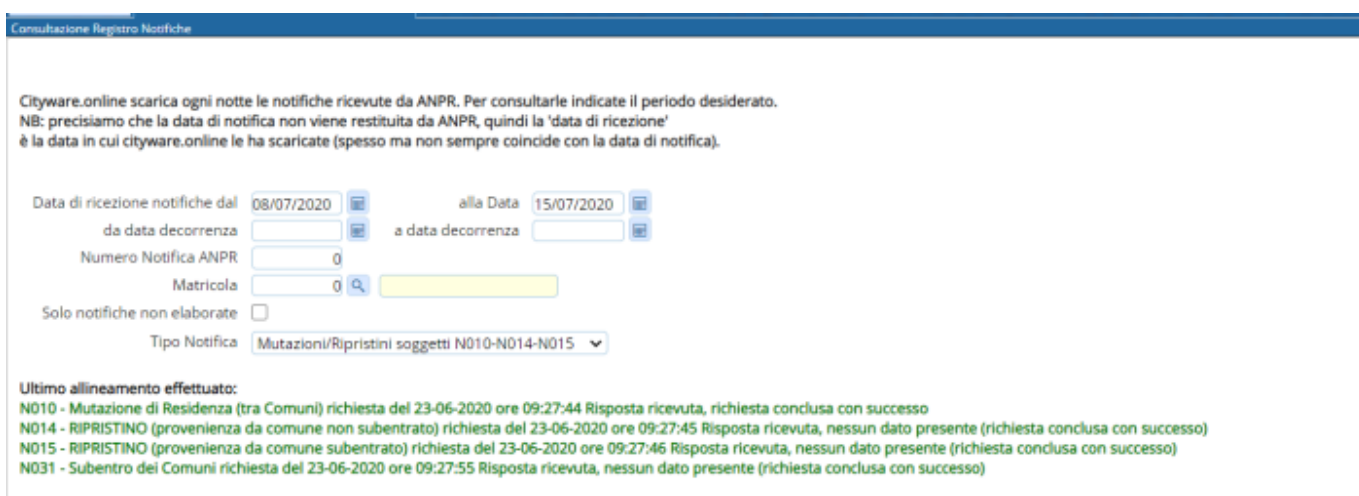 Consultazione Registro Notifiche
Cityware.online scarica ogni notte le notifiche ricevute da ANPR. Per consultarle indicate il periodo desiderato.
NB: precisiamo che la data di notifica non viene restituita da ANPR, quindi la 'data di ricezione'
è la data in cui cityware.online le ha scaricate (spesso ma non sempre coincide con la data di notifica).
Data di ricezione notifiche dal 08/07/2020 alla Data 15/07/2020
da data decorrenza a data decorrenza
Numero Notifica ANPR 0
Matricola 0
Solo notifiche non elaborate
Tipo Notifica Mutazioni/Ripristini soggetti N010-N014-N015
Ultimo allineamento effettuato:
N010 - Mutazione di Residenza (tra Comuni) richiesta del 23-06-2020 ore 09:27:44 Risposta ricevuta, richiesta conclusa con successo
N014 - RIPRISTINO (provenienza da comune non subentrato) richiesta del 23-06-2020 ore 09:27:45 Risposta ricevuta, nessun dato presente (richiesta conclusa con successo)
N015 - RIPRISTINO (provenienza da comune subentrato) richiesta del 23-06-2020 ore 09:27:46 Risposta ricevuta, nessun dato presente (richiesta conclusa con successo)
N031 - Subentro dei Comuni richiesta del 23-06-2020 ore 09:27:55 Risposta ricevuta, nessun dato presente (richiesta conclusa con successo)